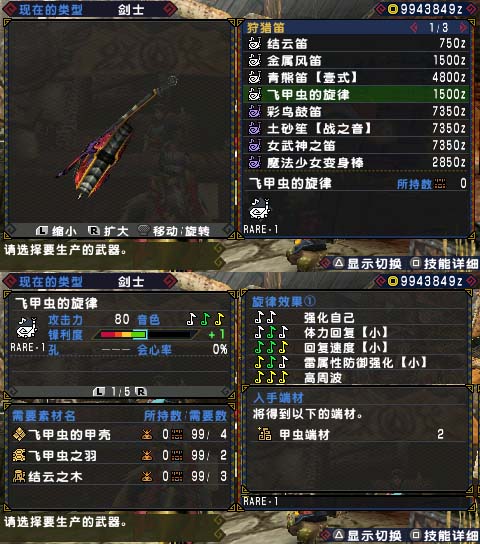 现在的类型 剑士
9943849z
狩猎笛 1/3
结云笛 750z
金属风笛 1500z
青熊笛【壹式】 4800z
飞甲虫的旋律 1500z
彩鸟鼓笛 7350z
土砂笙【战之音】 7350z
女武神之笛 7350z
魔法少女变身棒 2850z
飞甲虫的旋律 所持数 0
RARE-1
L 缩小 R 扩大 移动/旋转
请选择要生产的武器。
△显示切换 □技能详细
现在的类型 剑士
9943849z
飞甲虫的旋律
攻击力 80 音色
锋利度 +1
RARE-1
孔 --- 会心率 0%
L 1/5 R
需要素材名 所持数/需要数
飞甲虫的甲壳 0 99/ 4
飞甲虫之羽 0 99/ 2
结云之木 0 99/ 3
旋律效果①
强化自己
体力回复【小】
回复速度【小】
雷属性防御强化【小】
高周波
入手端材
将得到以下的端材。
甲虫端材 2
RARE-1
请选择要生产的武器。
△显示切换 □技能详细